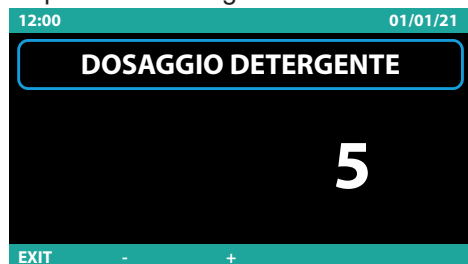 12:00 01/01/21
DOSAGGIO DETERGENTE
5
EXIT - +